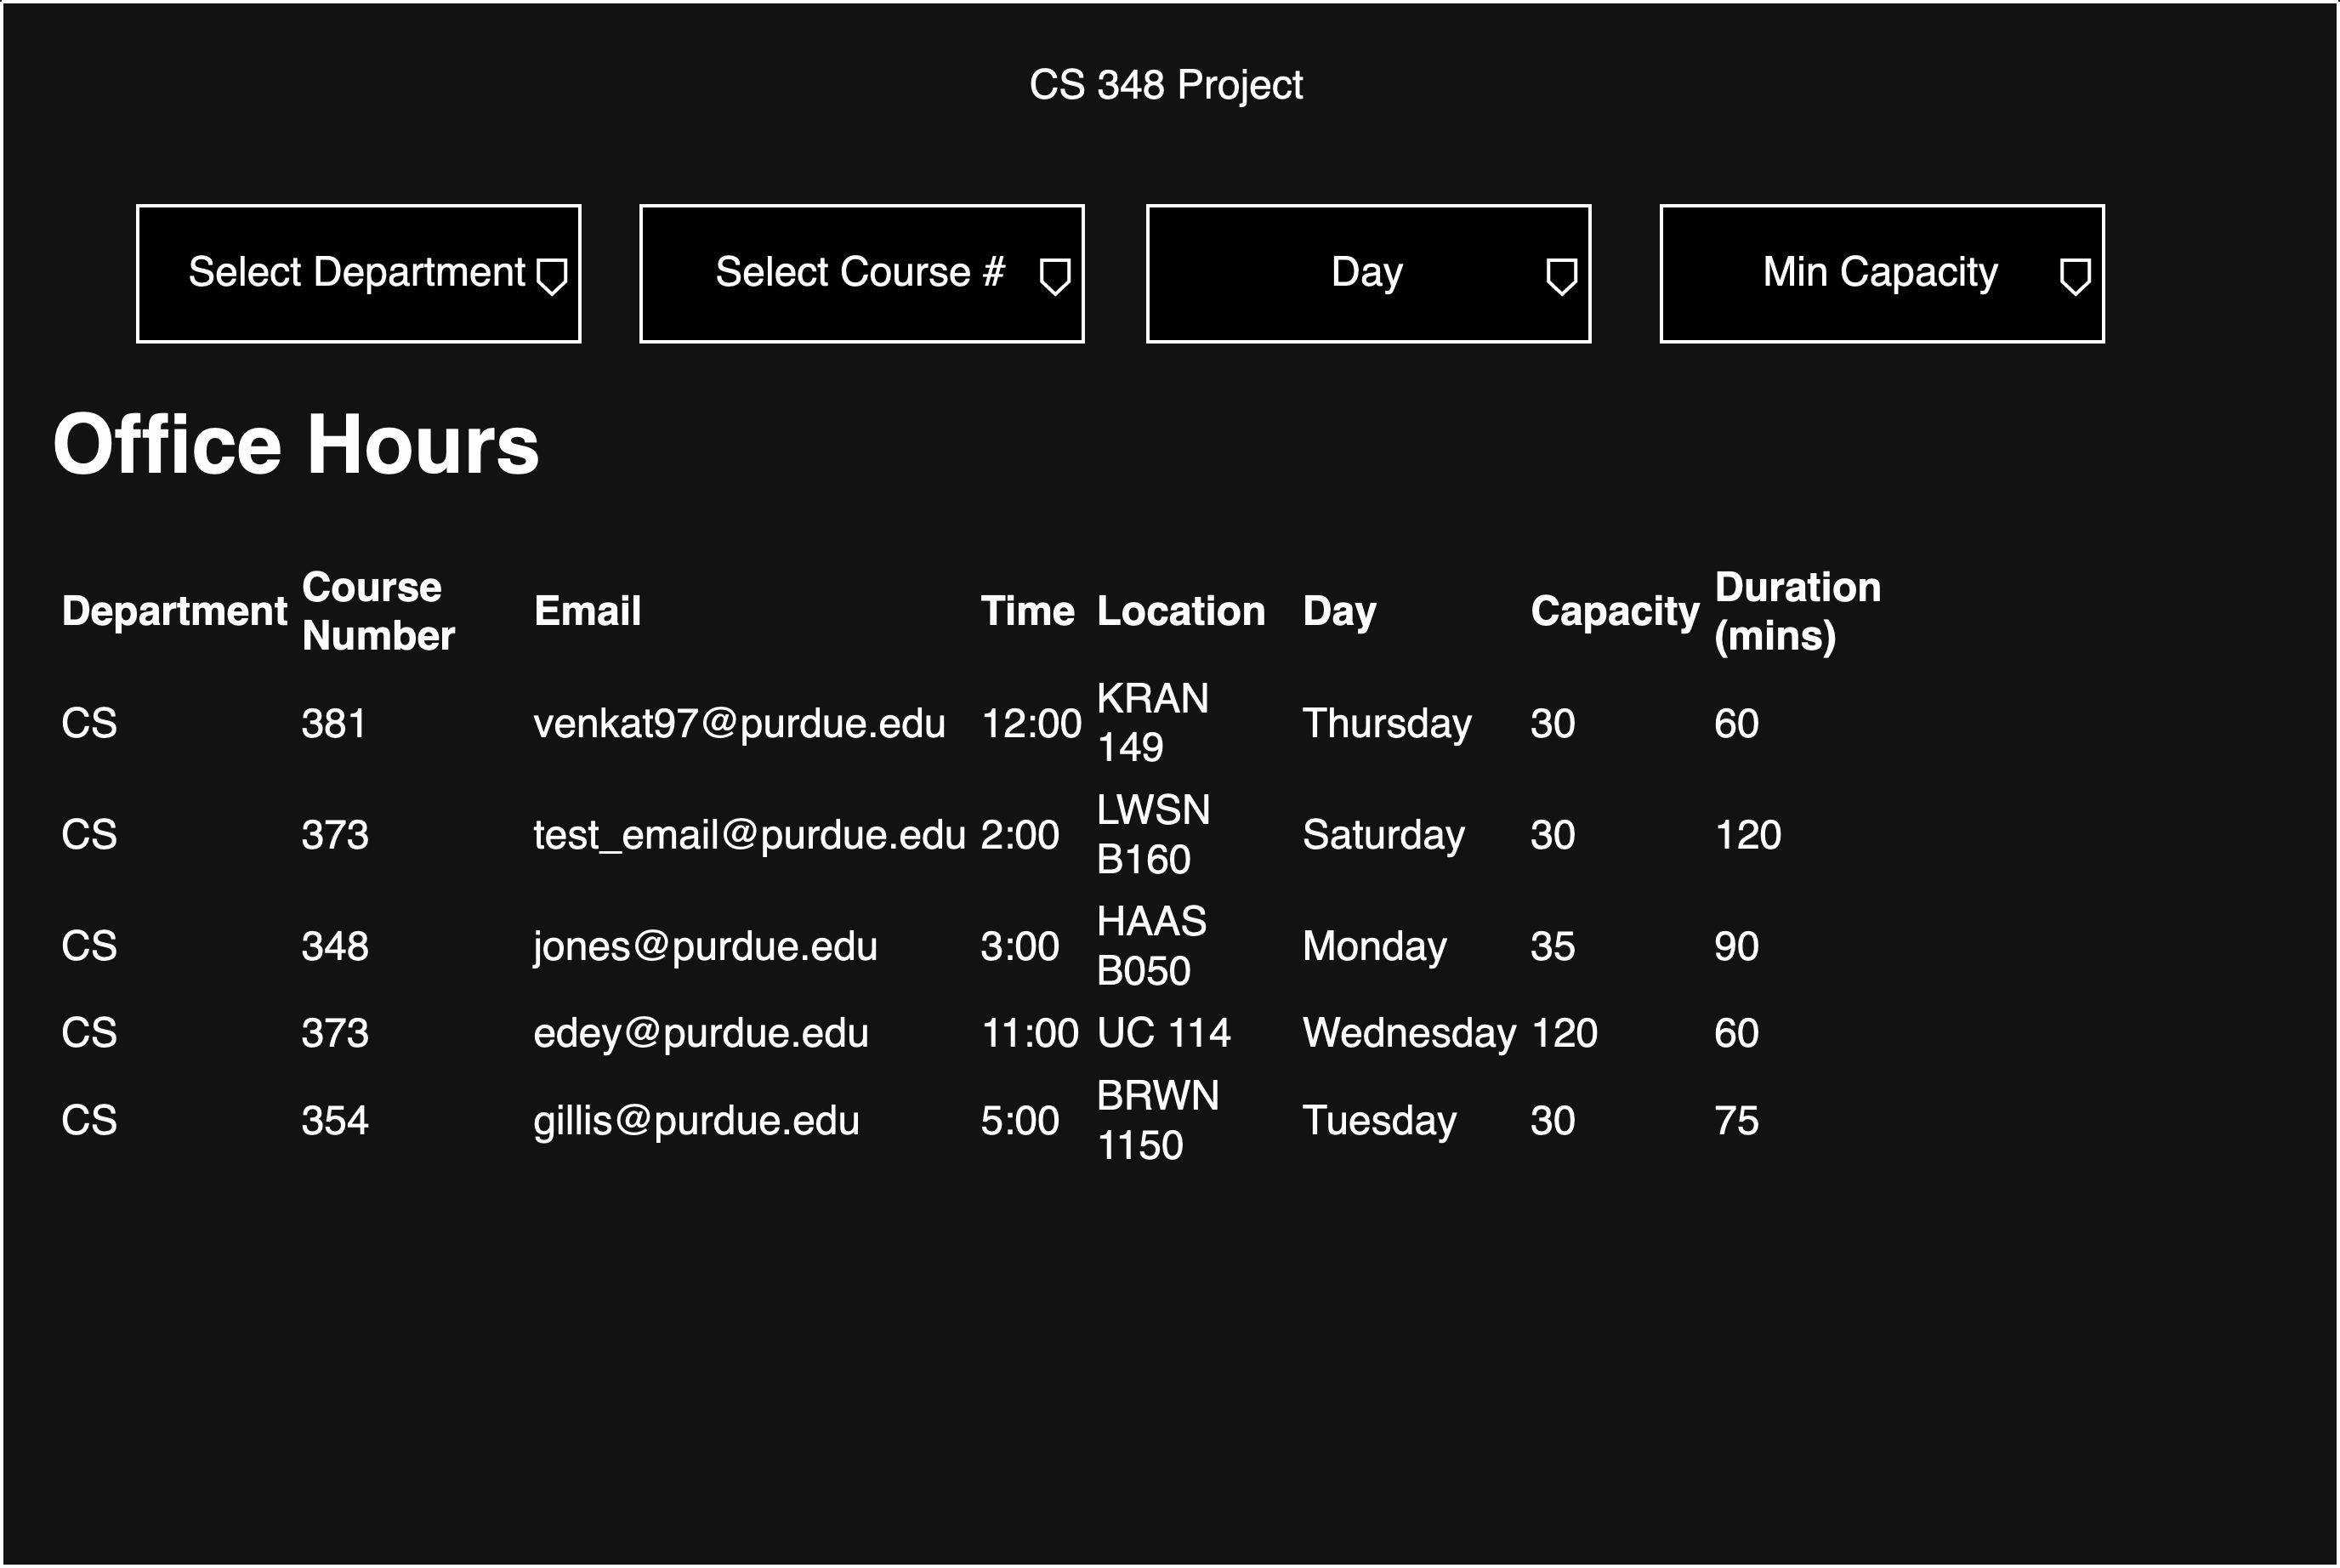 CS 348 Project
Select Department
Select Course #
Day
Min Capacity
Office Hours
Department Course Number Email Time Location Day Capacity Duration (mins)
CS 381 venkat97@purdue.edu 12:00 KRAN 149 Thursday 30 60
CS 373 test_email@purdue.edu 2:00 LWSN B160 Saturday 30 120
CS 348 jones@purdue.edu 3:00 HAAS B050 Monday 35 90
CS 373 edey@purdue.edu 11:00 UC 114 Wednesday 120 60
CS 354 gillis@purdue.edu 5:00 BRWN 1150 Tuesday 30 75